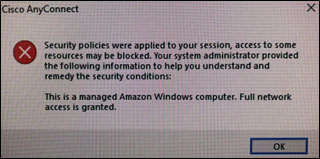 Cisco AnyConnect
Security policies were applied to your session, access to some
resources may be blocked. Your system administrator provided
the following information to help you understand and
remedy the security conditions:
This is a managed Amazon Windows computer. Full network
access is granted.
OK